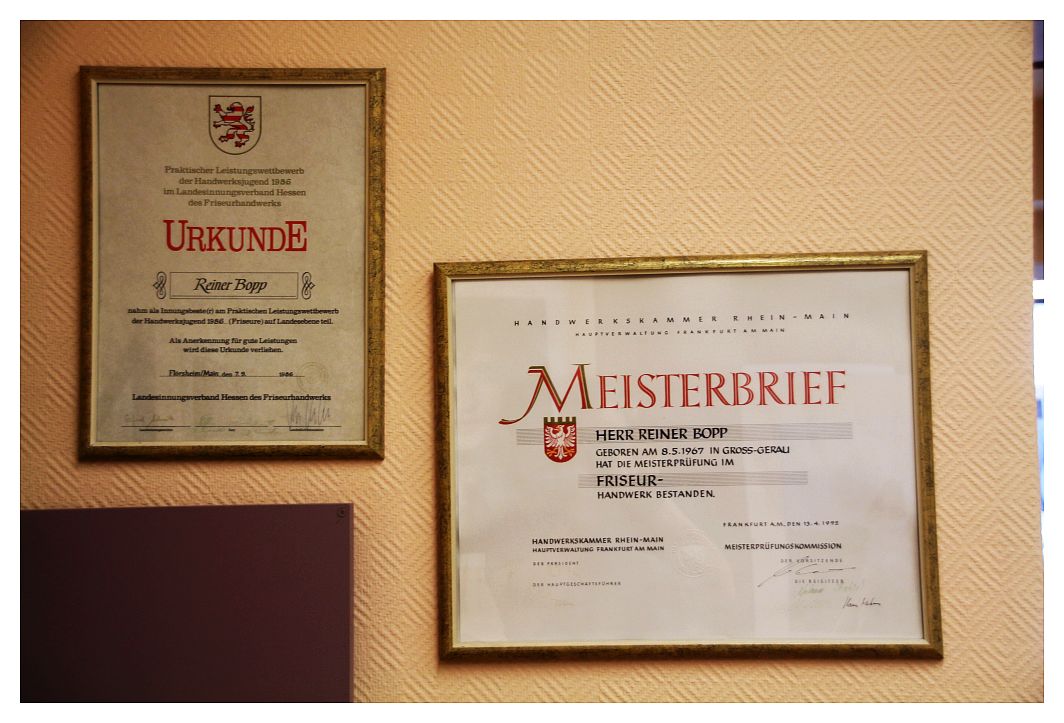 Praktischer Leistungswettbewerb
der Handwerksjugend 1986
im Landesinnungsverband Hessen
des Friseurhandwerks
URKUNDE
Reiner Bopp
nahm als Innungsbeste(r) am Praktischen Leistungswettbewerb
der Handwerksjugend 1986 (Friseure) auf Landesebene teil.
Als Anerkennung für gute Leistungen
wird diese Urkunde verliehen.
Flörsheim/Main, den 7.9. 1986
Landesinnungsverband Hessen des Friseurhandwerks
HANDWERKSKAMMER RHEIN-MAIN
HAUPTVERWALTUNG FRANKFURT AM MAIN
MEISTERBRIEF
HERR REINER BOPP
GEBOREN AM 8.5.1967 IN GROSS-GERAU
HAT DIE MEISTERPRÜFUNG IM
FRISEUR-
HANDWERK BESTANDEN.
FRANKFURT A.M., DEN 13.4.1992
HANDWERKSKAMMER RHEIN-MAIN
HAUPTVERWALTUNG FRANKFURT AM MAIN
DER PRÄSIDENT
DER HAUPTGESCHÄFTSFÜHRER
MEISTERPRÜFUNGSKOMMISSION
DER VORSITZENDE
DIE BEISITZER